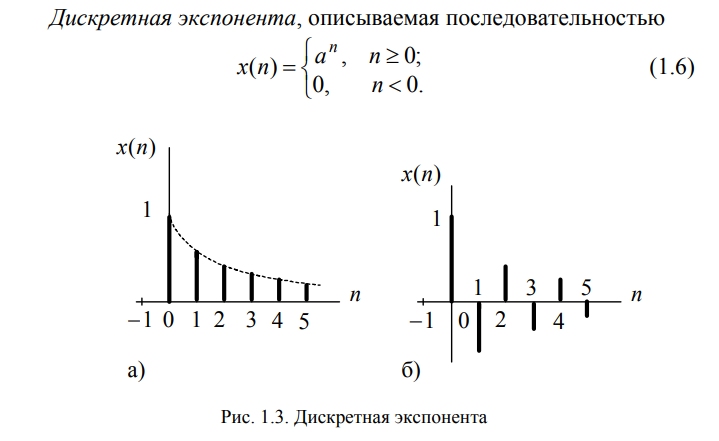 Дискретная экспонента, описываемая последовательностью
x(n) = { aⁿ, n ≥ 0; (1.6)
0, n < 0.
x(n)
1
n
−1 0 1 2 3 4 5
а)
x(n)
1
1 3 5
n
−1 0 2 4
б)
Рис. 1.3. Дискретная экспонента